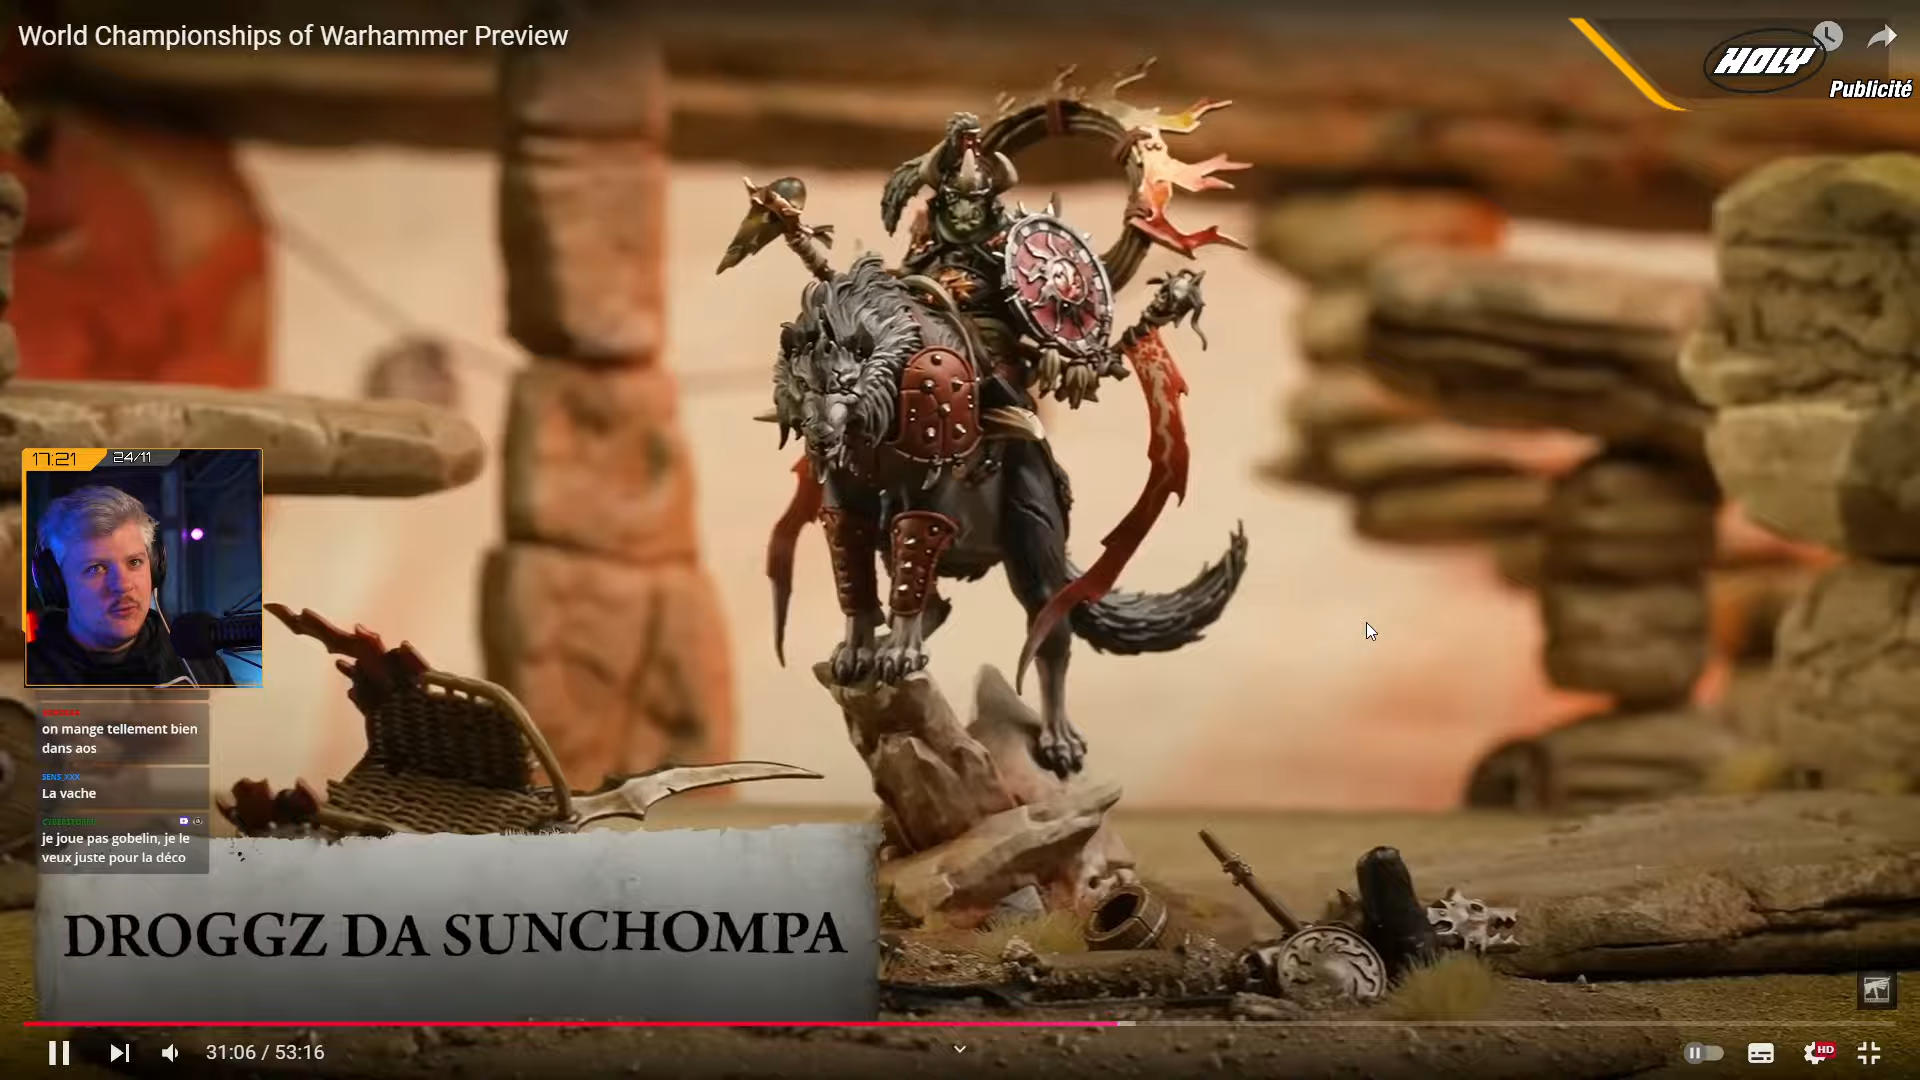 World Championships of Warhammer Preview
HOLY
Publicité
17:21
24/11
on mange tellement bien
dans aos
SENS_XXX
La vache
je joue pas gobelin, je le
veux juste pour la déco
DROGGZ DA SUNCHOMPA
31:06 / 53:16
HD